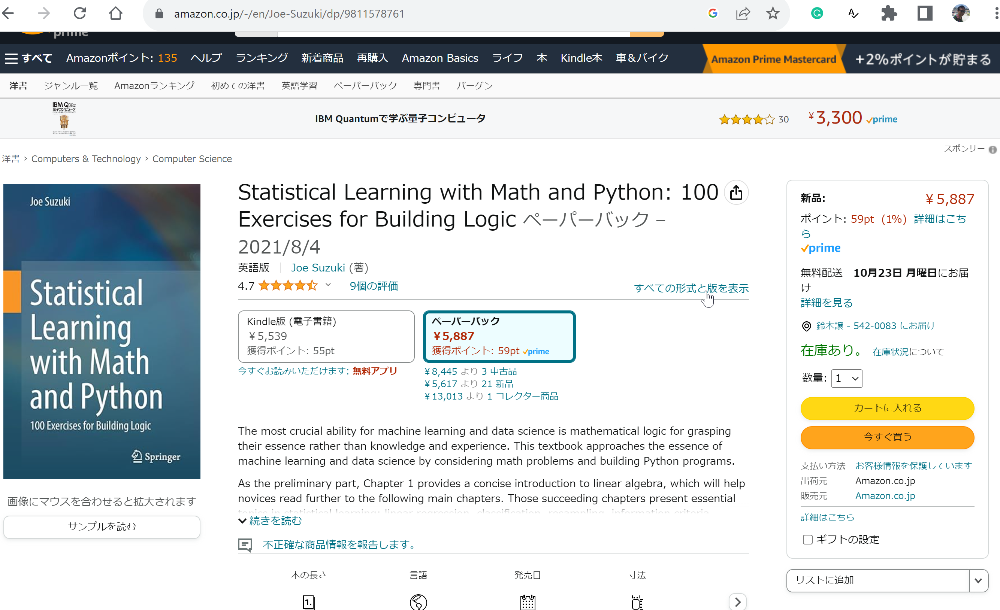 amazon.co.jp/-/en/Joe-Suzuki/dp/9811578761
prime
すべて Amazonポイント: 135 ヘルプ ランキング 新着商品 再購入 Amazon Basics ライフ 本 Kindle本 車＆バイク Amazon Prime Mastercard +2%ポイントが貯まる
洋書 ジャンル一覧 Amazonランキング 初めての洋書 英語学習 ペーパーバック 専門書 バーゲン
IBM Quantumで学ぶ量子コンピュータ 30 ¥3,300 prime
スポンサー
洋書 › Computers & Technology › Computer Science
Joe Suzuki
Statistical
Learning
with Math
and Python
100 Exercises for Building Logic
Springer
画像にマウスを合わせると拡大されます
サンプルを読む
Statistical Learning with Math and Python: 100
Exercises for Building Logic ペーパーバック –
2021/8/4
英語版 Joe Suzuki (著)
4.7 9個の評価
すべての形式と版を表示
Kindle版 (電子書籍)
￥5,539
獲得ポイント: 55pt
今すぐお読みいただけます: 無料アプリ
ペーパーバック
￥5,887
獲得ポイント: 59pt prime
¥8,445 より 3 中古品
¥5,617 より 21 新品
¥13,013 より 1 コレクター商品
The most crucial ability for machine learning and data science is mathematical logic for grasping
their essence rather than knowledge and experience. This textbook approaches the essence of
machine learning and data science by considering math problems and building Python programs.
As the preliminary part, Chapter 1 provides a concise introduction to linear algebra, which will help
novices read further to the following main chapters. Those succeeding chapters present essential
topics in statistical learning: linear regression, classification, resampling, information criteria,
続きを読む
不正確な商品情報を報告します。
本の長さ 言語 発売日 寸法
新品: ￥5,887
ポイント: 59pt (1%) 詳細はこち
ら
prime
無料配送 10月23日 月曜日にお届
け
詳細を見る
鈴木譲 - 542-0083 にお届け
在庫あり。 在庫状況について
数量: 1
カートに入れる
今すぐ買う
支払い方法 お客様情報を保護しています
出荷元 Amazon.co.jp
販売元 Amazon.co.jp
詳細はこちら
ギフトの設定
リストに追加